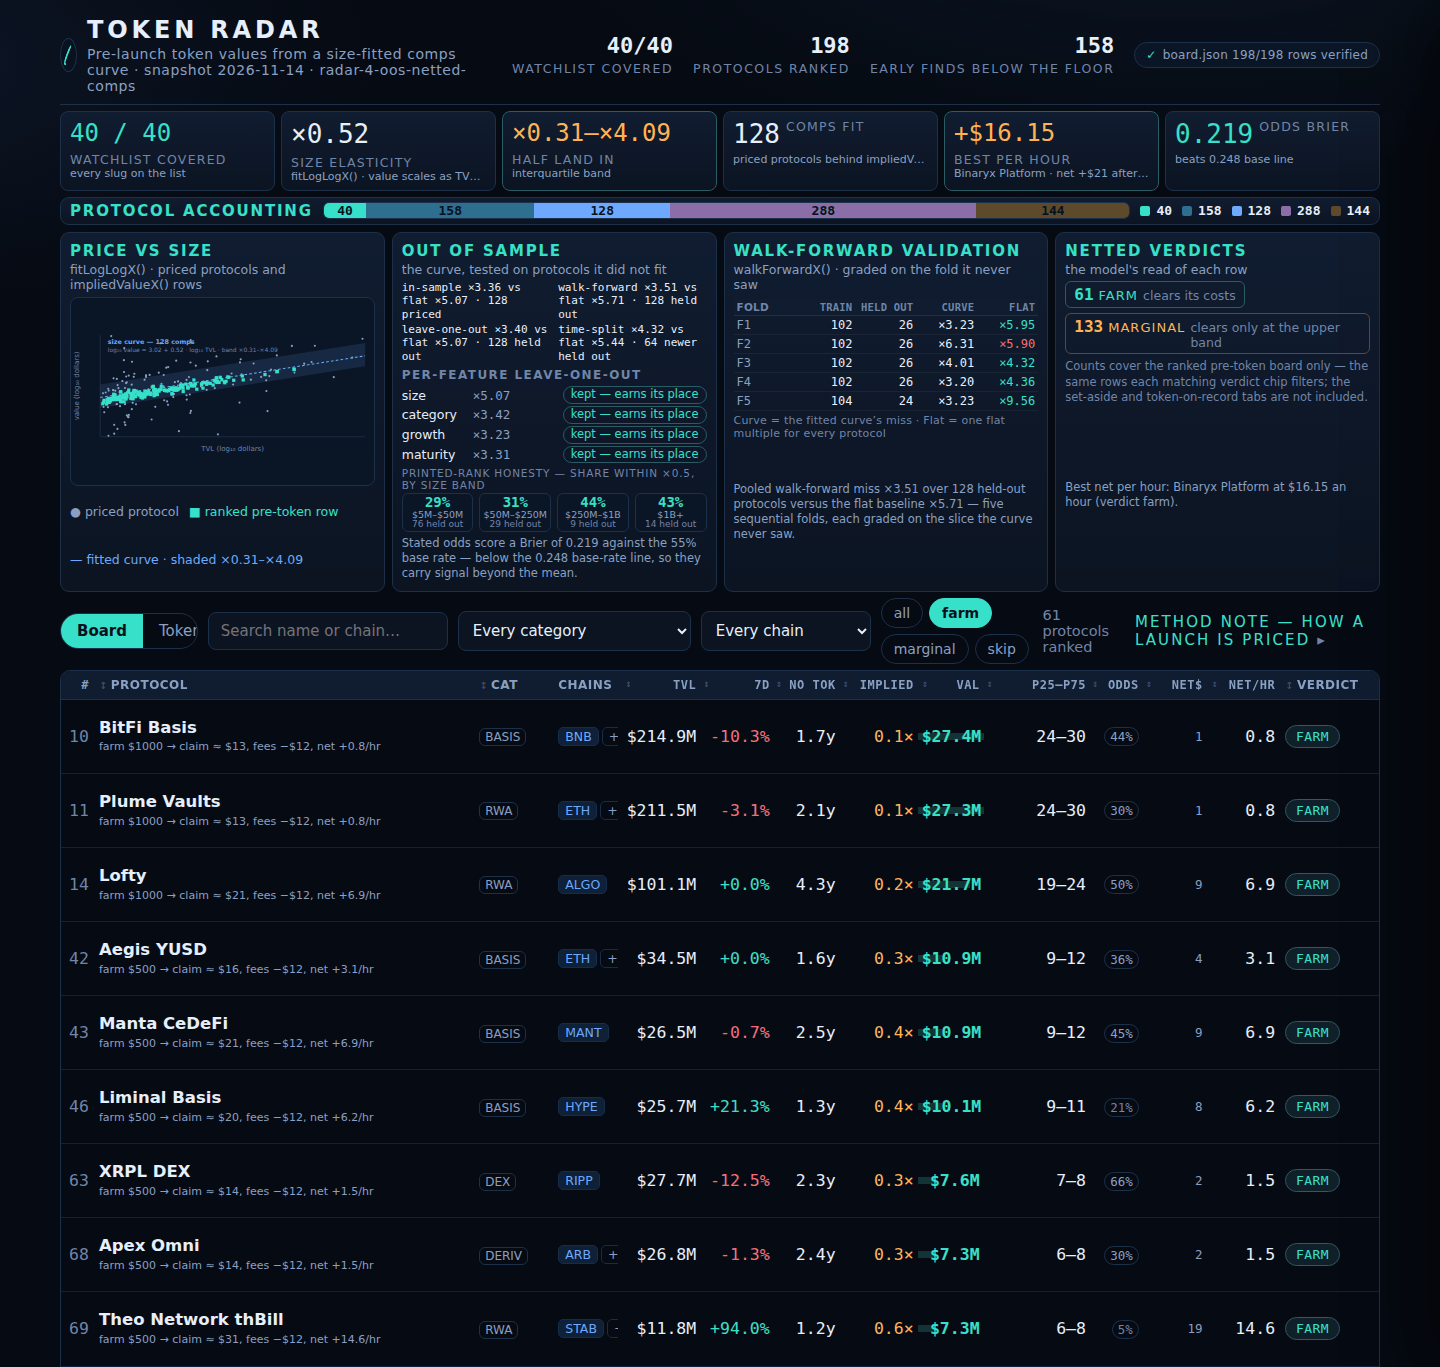 TOKEN RADAR
Pre-launch token values from a size-fitted comps
curve · snapshot 2026-11-14 · radar-4-oos-netted-
comps
40/40
WATCHLIST COVERED
198
PROTOCOLS RANKED
158
EARLY FINDS BELOW THE FLOOR
✓ board.json 198/198 rows verified
40 / 40
WATCHLIST COVERED
every slug on the list
×0.52
SIZE ELASTICITY
fitLogLogX() · value scales as TV…
×0.31–×4.09
HALF LAND IN
interquartile band
128 COMPS FIT
priced protocols behind impliedV…
+$16.15
BEST PER HOUR
Binaryx Platform · net +$21 after…
0.219 ODDS BRIER
beats 0.248 base line
PROTOCOL ACCOUNTING
40 158 128 288 144
40 158 128 288 144
PRICE VS SIZE
fitLogLogX() · priced protocols and
impliedValueX() rows
size curve — 128 comps
log₁₀ value = 3.02 + 0.52 · log₁₀ TVL · band ×0.31–×4.09
value (log₁₀ dollars)
TVL (log₁₀ dollars)
priced protocol ranked pre-token row
— fitted curve · shaded ×0.31–×4.09
OUT OF SAMPLE
the curve, tested on protocols it did not fit
in-sample ×3.36 vs
flat ×5.07 · 128
priced
walk-forward ×3.51 vs
flat ×5.71 · 128 held
out
leave-one-out ×3.40 vs
flat ×5.07 · 128 held
out
time-split ×4.32 vs
flat ×5.44 · 64 newer
held out
PER-FEATURE LEAVE-ONE-OUT
size ×5.07 kept — earns its place
category ×3.42 kept — earns its place
growth ×3.23 kept — earns its place
maturity ×3.31 kept — earns its place
PRINTED-RANK HONESTY — SHARE WITHIN ×0.5,
BY SIZE BAND
29%
$5M–$50M
76 held out
31%
$50M–$250M
29 held out
44%
$250M–$1B
9 held out
43%
$1B+
14 held out
Stated odds score a Brier of 0.219 against the 55%
base rate — below the 0.248 base-rate line, so they
carry signal beyond the mean.
WALK-FORWARD VALIDATION
walkForwardX() · graded on the fold it never
saw
FOLD TRAIN HELD OUT CURVE FLAT
F1 102 26 ×3.23 ×5.95
F2 102 26 ×6.31 ×5.90
F3 102 26 ×4.01 ×4.32
F4 102 26 ×3.20 ×4.36
F5 104 24 ×3.23 ×9.56
Curve = the fitted curve's miss · Flat = one flat
multiple for every protocol
Pooled walk-forward miss ×3.51 over 128 held-out
protocols versus the flat baseline ×5.71 — five
sequential folds, each graded on the slice the curve
never saw.
NETTED VERDICTS
the model's read of each row
61 FARM clears its costs
133 MARGINAL clears only at the upper
band
Counts cover the ranked pre-token board only — the
same rows each matching verdict chip filters; the
set-aside and token-on-record tabs are not included.
Best net per hour: Binaryx Platform at $16.15 an
hour (verdict farm).
Board Token
Search name or chain…
Every category
Every chain
all farm
marginal skip
61
protocols
ranked
METHOD NOTE — HOW A
LAUNCH IS PRICED ▸
# ↕ PROTOCOL ↕ CAT CHAINS ↕ TVL ↕ 7D ↕ NO TOK ↕ IMPLIED ↕ VAL ↕ P25–P75 ↕ ODDS ↕ NET$ ↕ NET/HR ↕ VERDICT
10 BitFi Basis BASIS BNB + $214.9M -10.3% 1.7y 0.1× $27.4M 24–30 44% 1 0.8 FARM
farm $1000 → claim ≈ $13, fees −$12, net +0.8/hr
11 Plume Vaults RWA ETH + $211.5M -3.1% 2.1y 0.1× $27.3M 24–30 30% 1 0.8 FARM
farm $1000 → claim ≈ $13, fees −$12, net +0.8/hr
14 Lofty RWA ALGO $101.1M +0.0% 4.3y 0.2× $21.7M 19–24 50% 9 6.9 FARM
farm $1000 → claim ≈ $21, fees −$12, net +6.9/hr
42 Aegis YUSD BASIS ETH + $34.5M +0.0% 1.6y 0.3× $10.9M 9–12 36% 4 3.1 FARM
farm $500 → claim ≈ $16, fees −$12, net +3.1/hr
43 Manta CeDeFi BASIS MANT $26.5M -0.7% 2.5y 0.4× $10.9M 9–12 45% 9 6.9 FARM
farm $500 → claim ≈ $21, fees −$12, net +6.9/hr
46 Liminal Basis BASIS HYPE $25.7M +21.3% 1.3y 0.4× $10.1M 9–11 21% 8 6.2 FARM
farm $500 → claim ≈ $20, fees −$12, net +6.2/hr
63 XRPL DEX DEX RIPP $27.7M -12.5% 2.3y 0.3× $7.6M 7–8 66% 2 1.5 FARM
farm $500 → claim ≈ $14, fees −$12, net +1.5/hr
68 Apex Omni DERIV ARB + $26.8M -1.3% 2.4y 0.3× $7.3M 6–8 30% 2 1.5 FARM
farm $500 → claim ≈ $14, fees −$12, net +1.5/hr
69 Theo Network thBill RWA STAB $11.8M +94.0% 1.2y 0.6× $7.3M 6–8 5% 19 14.6 FARM
farm $500 → claim ≈ $31, fees −$12, net +14.6/hr